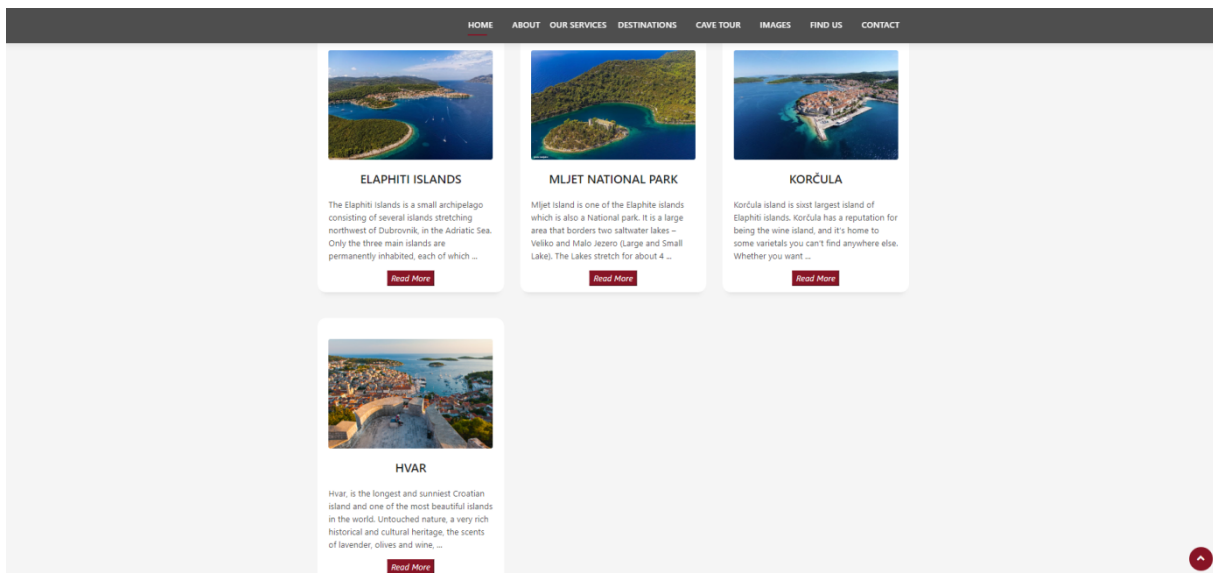 HOME ABOUT OUR SERVICES DESTINATIONS CAVE TOUR IMAGES FIND US CONTACT
ELAPHITI ISLANDS
The Elaphiti Islands is a small archipelago
consisting of several islands stretching
northwest of Dubrovnik, in the Adriatic Sea.
Only the three main islands are
permanently inhabited, each of which ...
Read More
MLJET NATIONAL PARK
Mljet Island is one of the Elaphite islands
which is also a National park. It is a large
area that borders two saltwater lakes –
Veliko and Malo Jezero (Large and Small
Lake). The Lakes stretch for about 4 ...
Read More
KORČULA
Korčula island is sixst largest island of
Elaphiti islands. Korčula has a reputation for
being the wine island, and it's home to
some varietals you can't find anywhere else.
Whether you want ...
Read More
HVAR
Hvar, is the longest and sunniest Croatian
island and one of the most beautiful islands
in the world. Untouched nature, a very rich
historical and cultural heritage, the scents
of lavender, olives and wine, ...
Read More